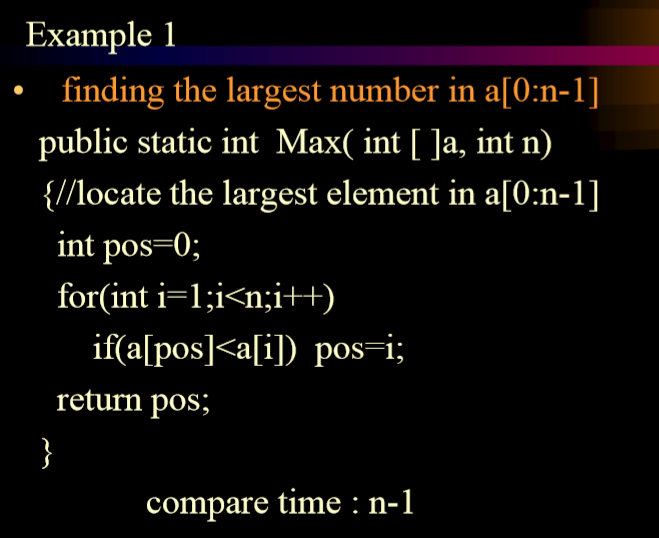 Example 1
• finding the largest number in a[0:n-1]
public static int Max( int [ ]a, int n)
{//locate the largest element in a[0:n-1]
int pos=0;
for(int i=1;i<n;i++)
if(a[pos]<a[i]) pos=i;
return pos;
}
compare time : n-1